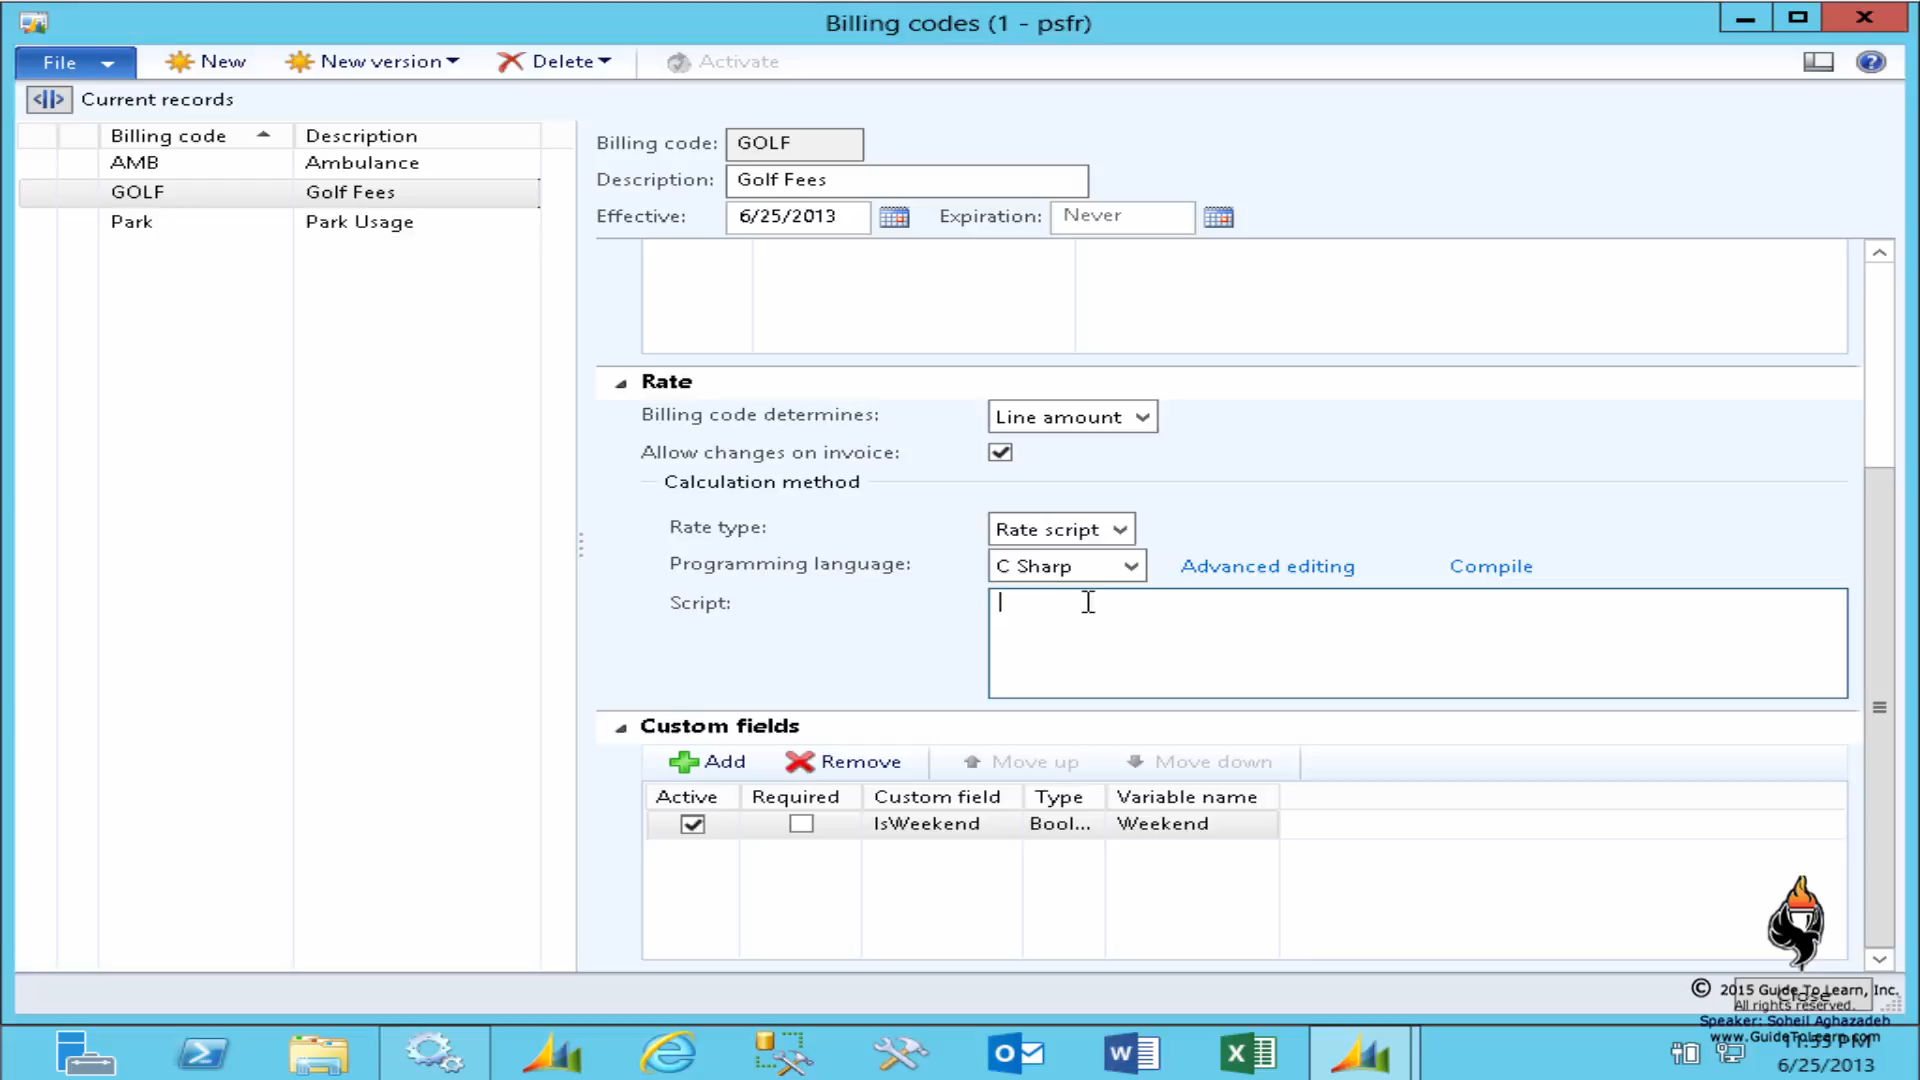 Billing codes (1 - psfr)
File New New version Delete Activate
Current records
Billing code Description
AMB Ambulance
GOLF Golf Fees
Park Park Usage
Billing code: GOLF
Description: Golf Fees
Effective: 6/25/2013 Expiration: Never
Rate
Billing code determines: Line amount
Allow changes on invoice:
Calculation method
Rate type: Rate script
Programming language: C Sharp Advanced editing Compile
Script:
Custom fields
Add Remove Move up Move down
Active Required Custom field Type Variable name
IsWeekend Bool... Weekend
Close
© 2015 Guide To Learn, Inc.
All rights reserved.
Speaker: Soheil Aghazadeh
www.GuideToLearn.com
6/25/2013